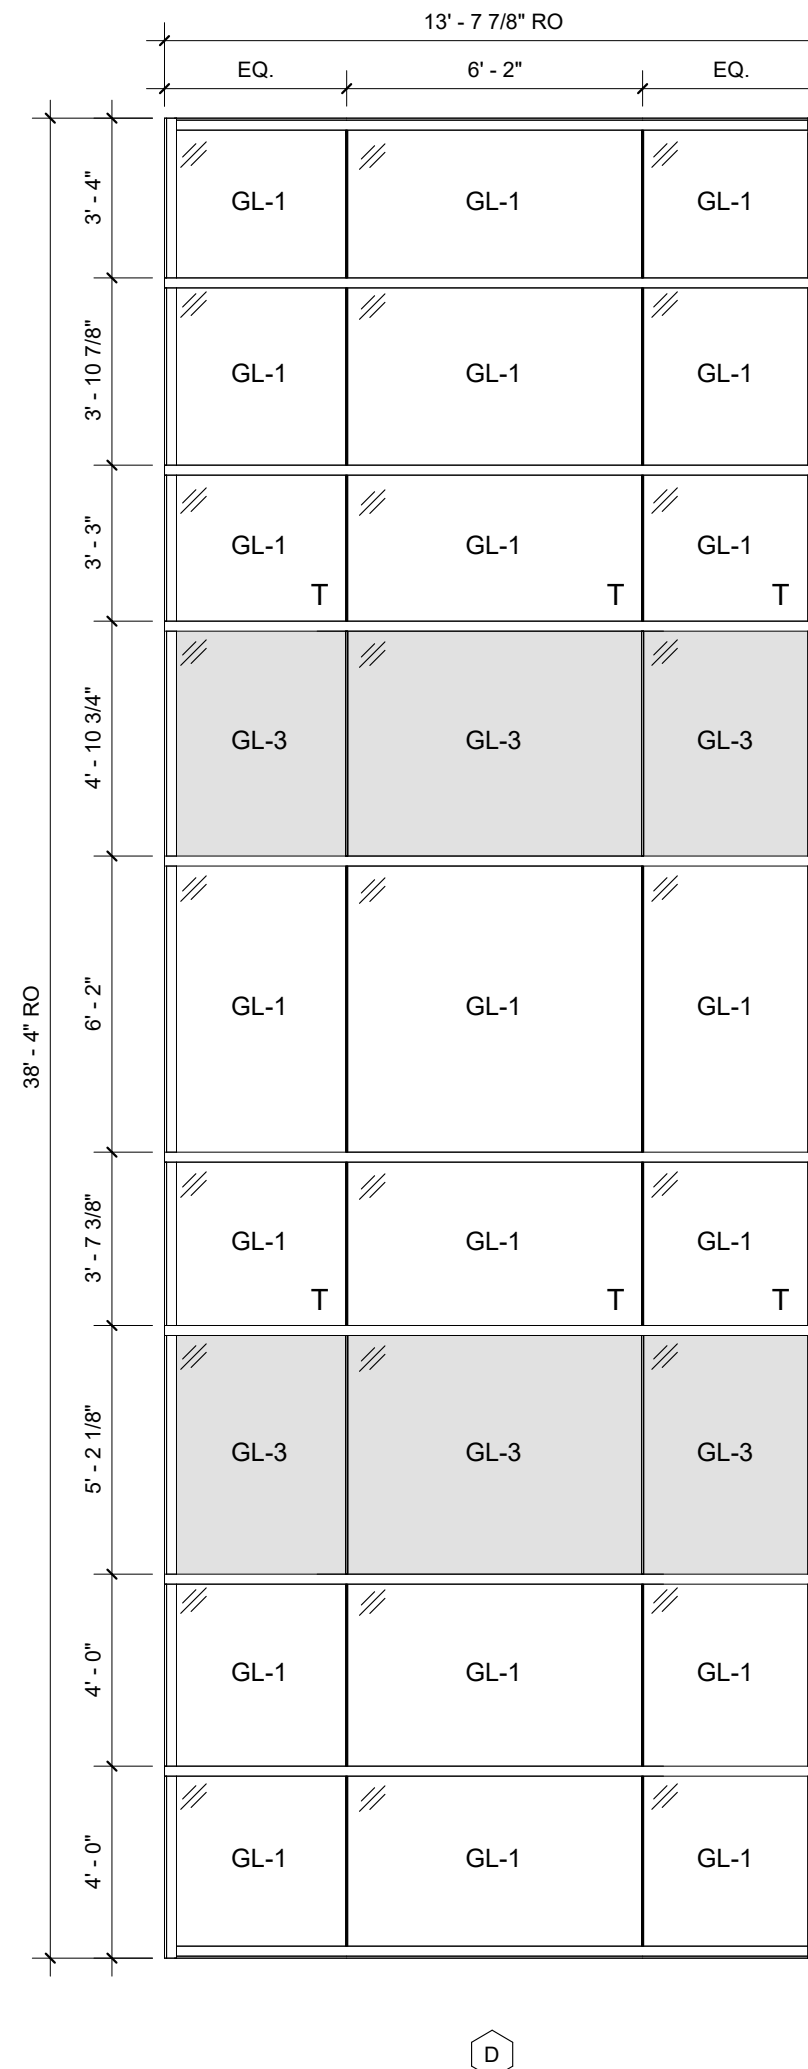 13' - 7 7/8" RO
EQ. 6' - 2" EQ.
38' - 4" RO
3' - 4"
GL-1 GL-1 GL-1
3' - 10 7/8"
GL-1 GL-1 GL-1
3' - 3"
GL-1 GL-1 GL-1
T T T
4' - 10 3/4"
GL-3 GL-3 GL-3
6' - 2"
GL-1 GL-1 GL-1
3' - 7 3/8"
GL-1 GL-1 GL-1
T T T
5' - 2 1/8"
GL-3 GL-3 GL-3
4' - 0"
GL-1 GL-1 GL-1
4' - 0"
GL-1 GL-1 GL-1
D